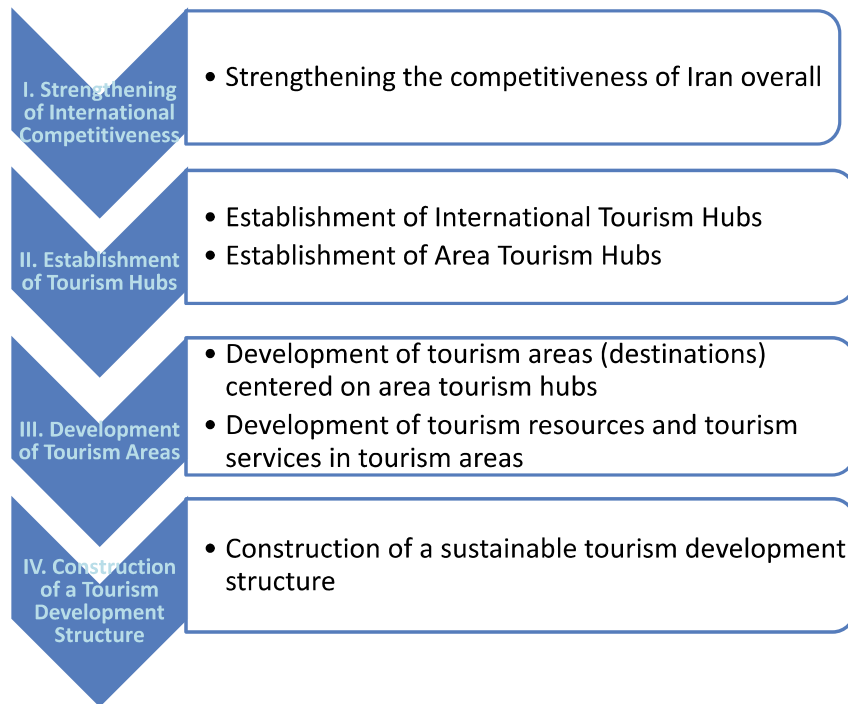 I. Strengthening
of International
Competitiveness
• Strengthening the competitiveness of Iran overall
II. Establishment
of Tourism Hubs
• Establishment of International Tourism Hubs
• Establishment of Area Tourism Hubs
III. Development
of Tourism Areas
• Development of tourism areas (destinations)
centered on area tourism hubs
• Development of tourism resources and tourism
services in tourism areas
IV. Construction
of a Tourism
Development
Structure
• Construction of a sustainable tourism development
structure